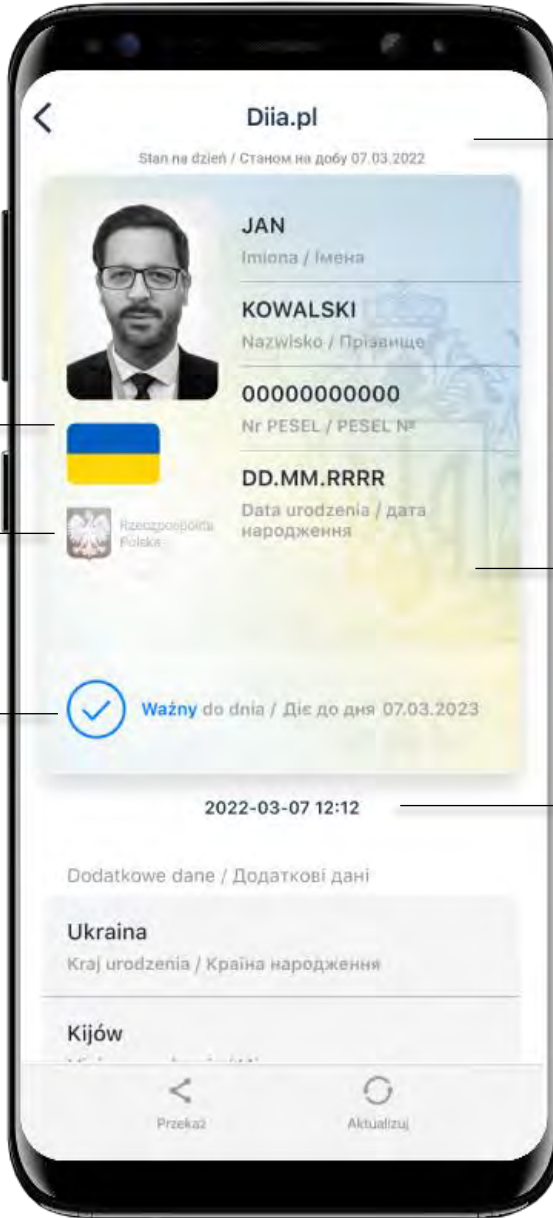 Diia.pl
Stan na dzień / Станом на добу 07.03.2022
JAN
Imiona / Імена
KOWALSKI
Nazwisko / Прізвище
00000000000
Nr PESEL / PESEL №
DD.MM.RRRR
Data urodzenia / дата
народження
Rzeczpospolita
Polska
Ważny do dnia / Діє до дня 07.03.2023
2022-03-07 12:12
Dodatkowe dane / Додаткові дані
Ukraina
Kraj urodzenia / Країна народження
Kijów
Przekaż
Aktualizuj